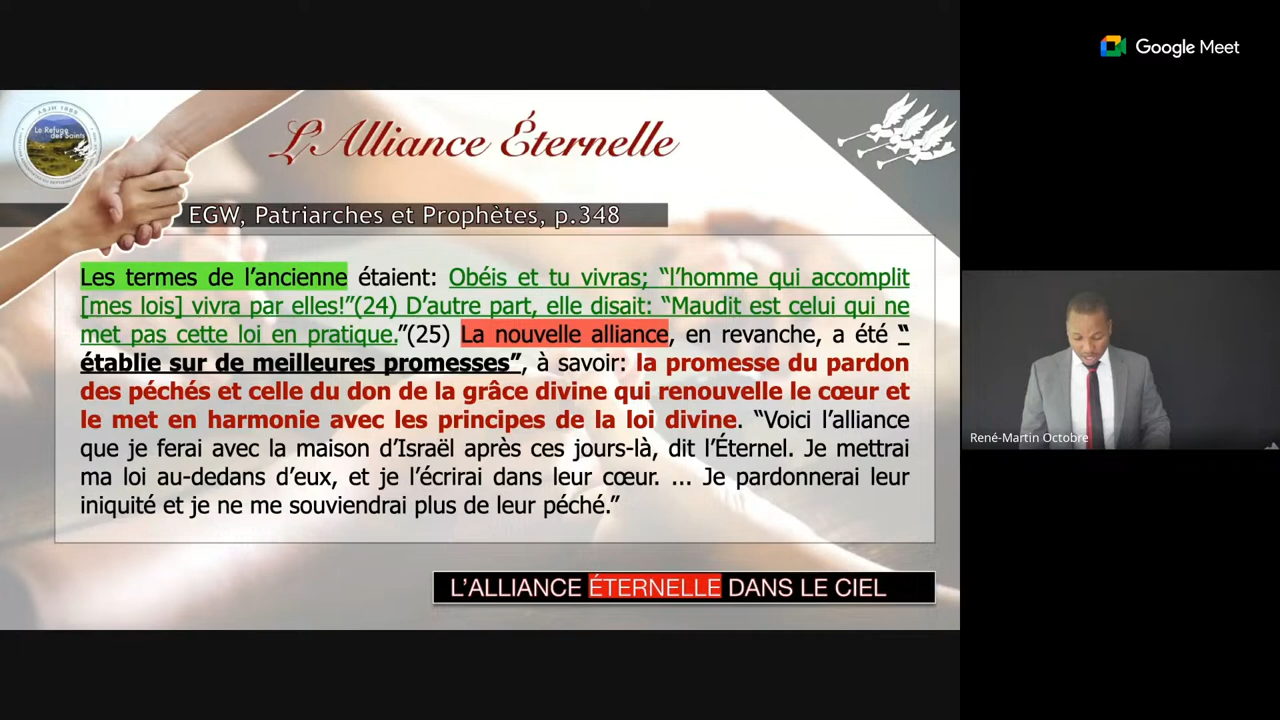 Google Meet
Le Refuge
des Saints
L'Alliance Éternelle
EGW, Patriarches et Prophètes, p.348
Les termes de l'ancienne étaient: Obéis et tu vivras; “l'homme qui accomplit
[mes lois] vivra par elles!”(24) D'autre part, elle disait: “Maudit est celui qui ne
met pas cette loi en pratique.”(25) La nouvelle alliance, en revanche, a été “
établie sur de meilleures promesses”, à savoir: la promesse du pardon
des péchés et celle du don de la grâce divine qui renouvelle le cœur et
le met en harmonie avec les principes de la loi divine. “Voici l'alliance
que je ferai avec la maison d'Israël après ces jours-là, dit l'Éternel. Je mettrai
ma loi au-dedans d'eux, et je l'écrirai dans leur cœur. ... Je pardonnerai leur
iniquité et je ne me souviendrai plus de leur péché.”
L'ALLIANCE ÉTERNELLE DANS LE CIEL
René-Martin Octobre